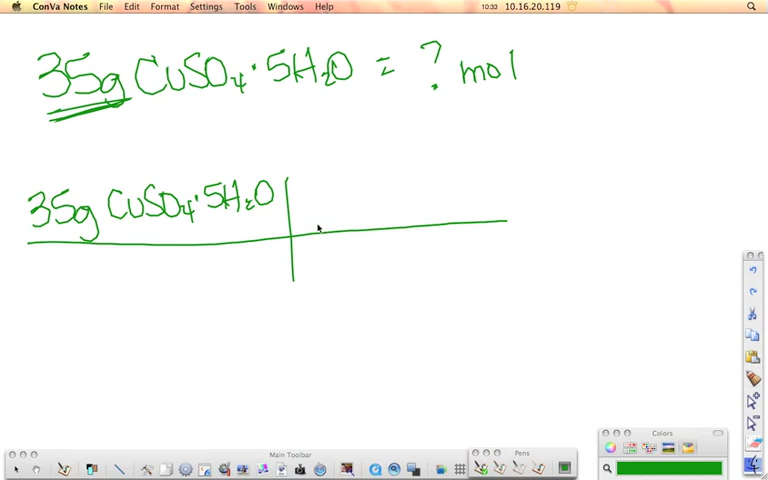 ConVa Notes File Edit Format Settings Tools Windows Help 10:33 10.16.20.119
35g CuSO₄·5H₂O = ? mol
35g CuSO₄·5H₂O
Colors
Main Toolbar
Pens